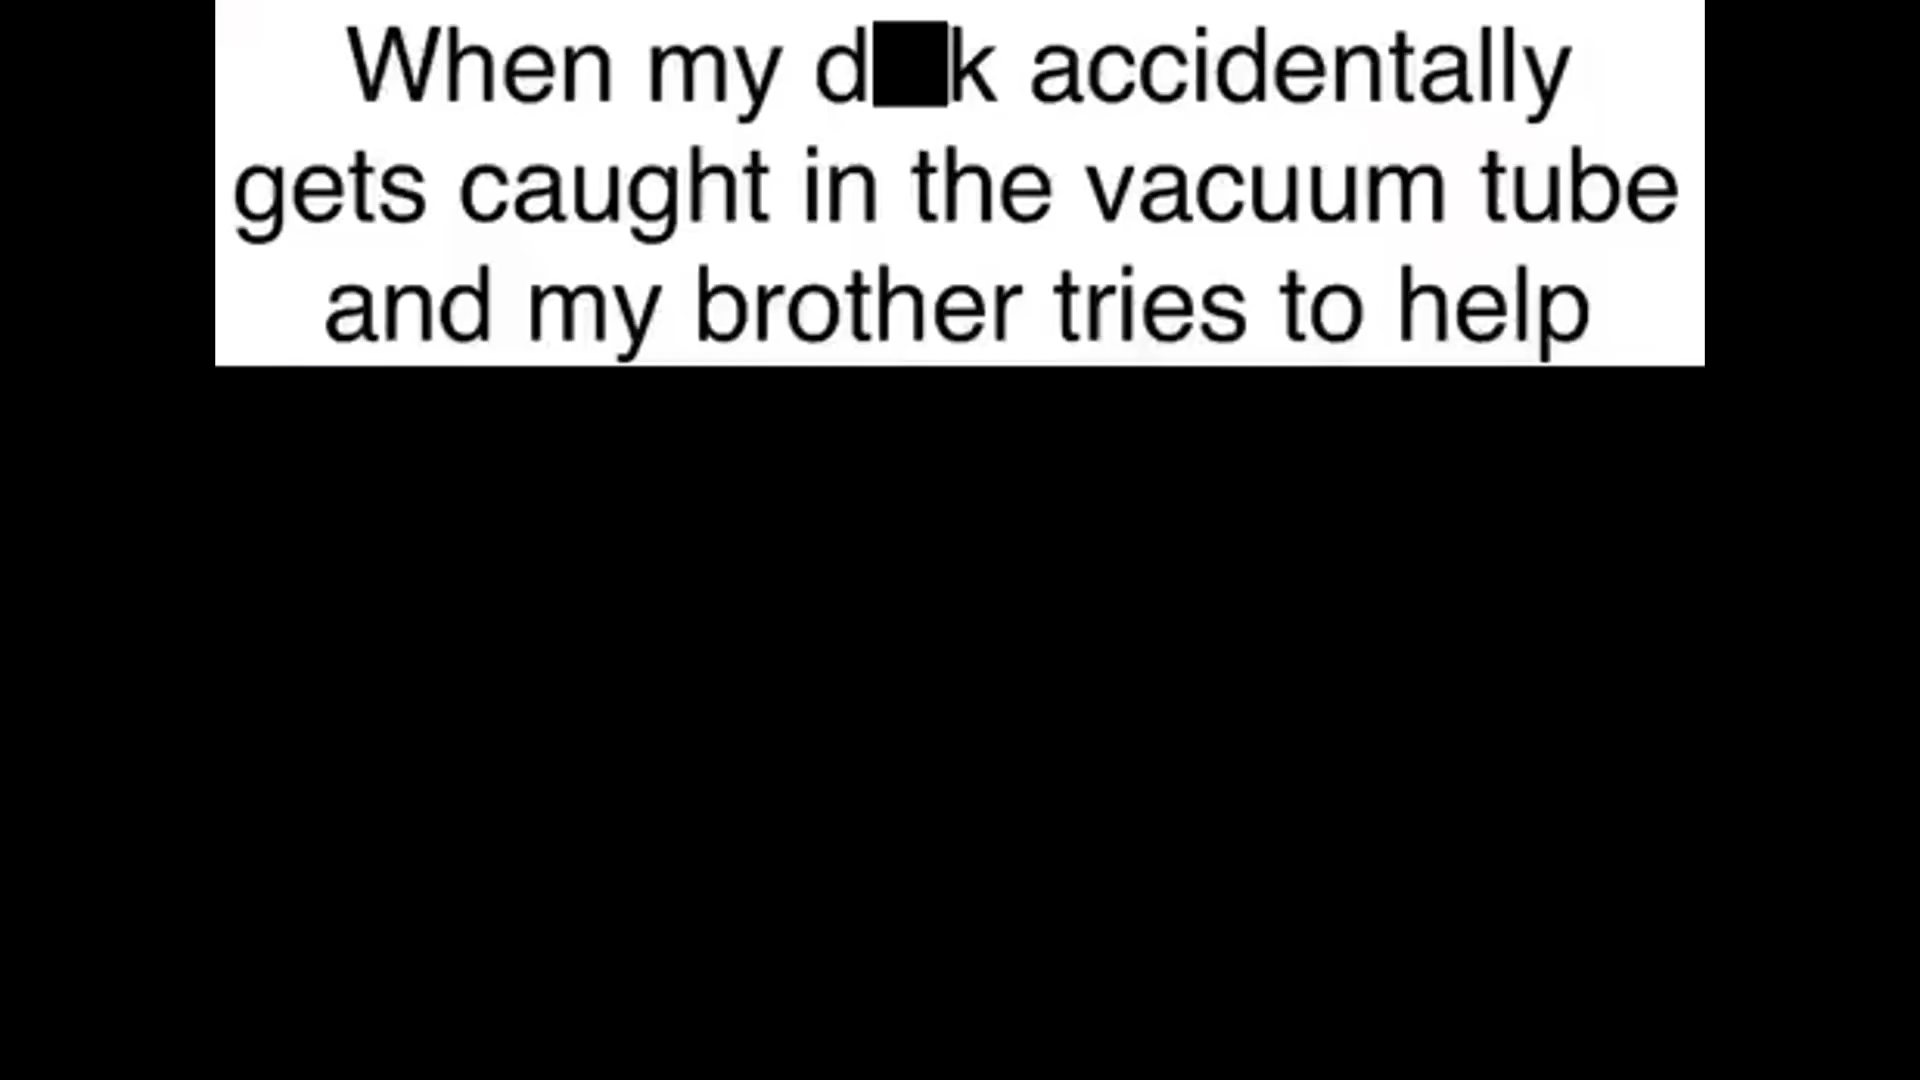 When my d■k accidentally
gets caught in the vacuum tube
and my brother tries to help